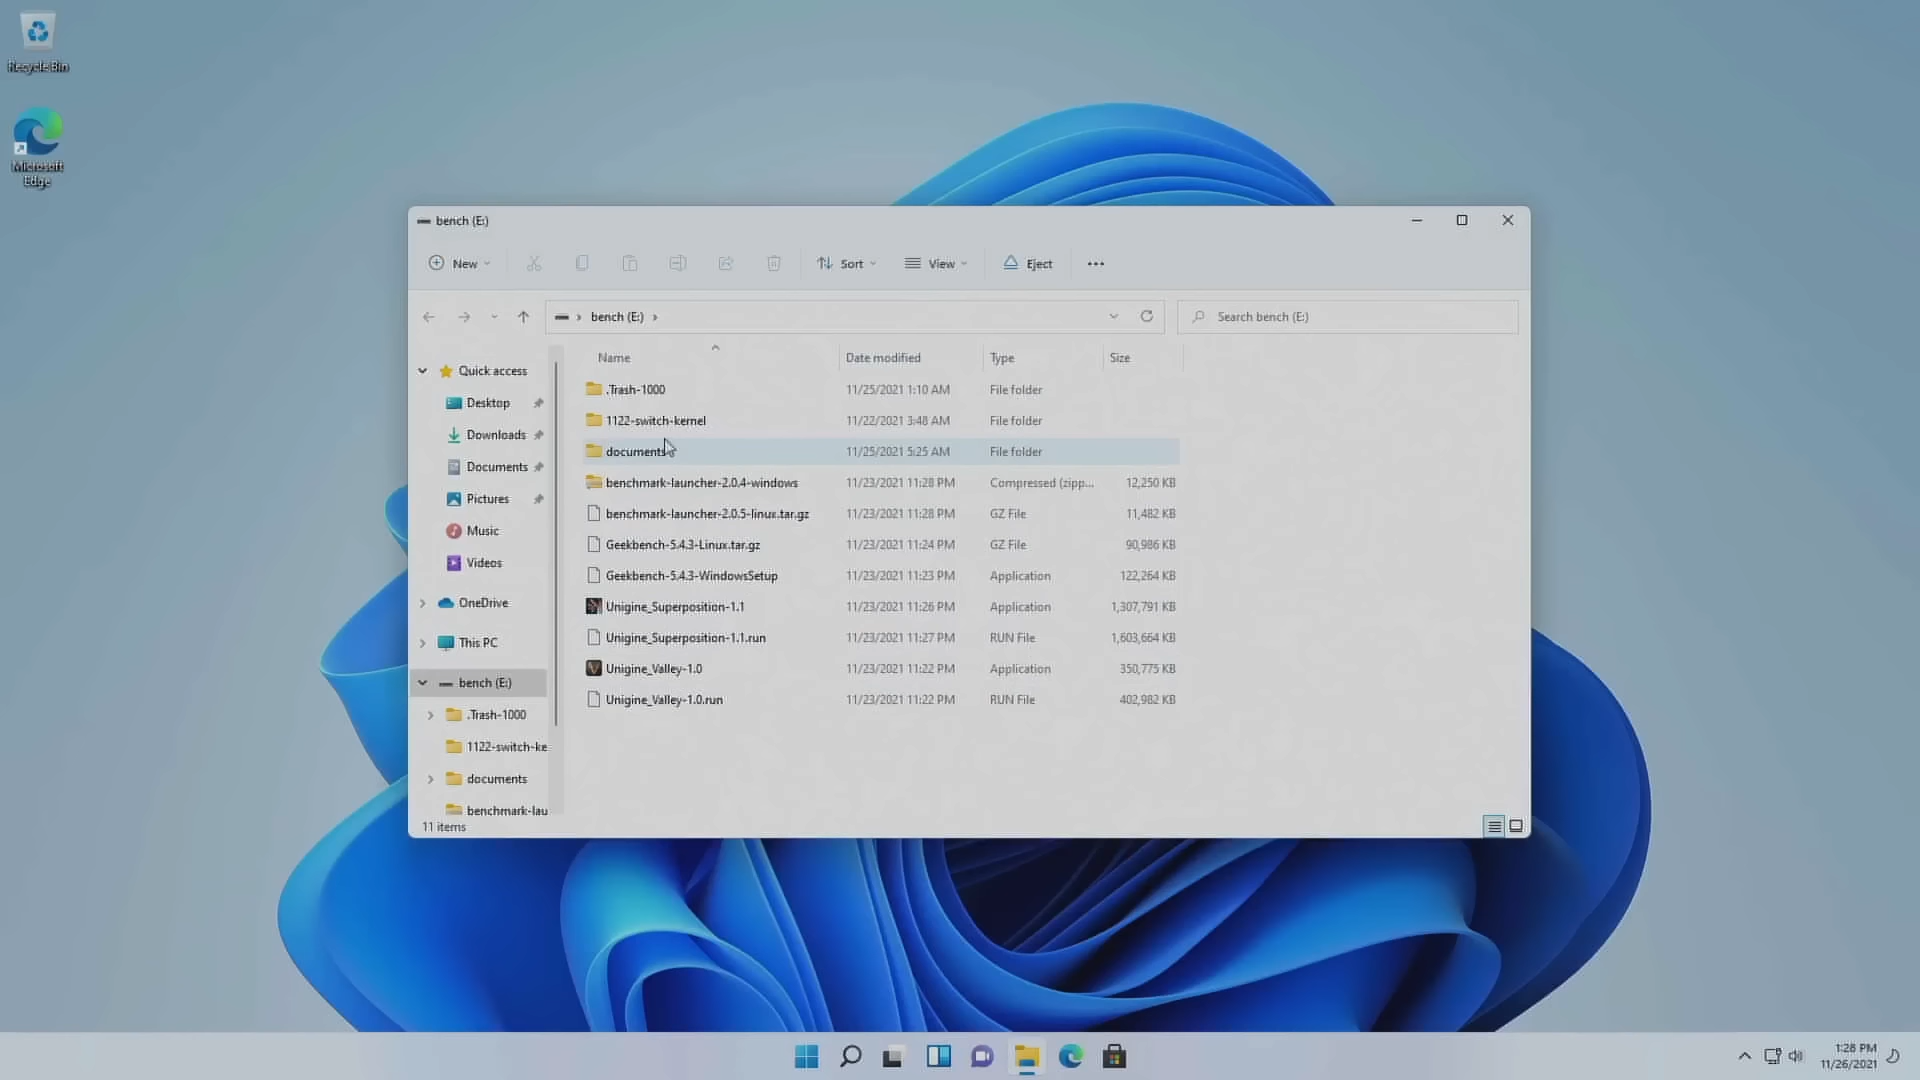 Recycle Bin
Microsoft
Edge
bench (E:)
New
Sort
View
Eject
bench (E:)
Search bench (E:)
Name
Date modified
Type
Size
Quick access
Desktop
Downloads
Documents
Pictures
Music
Videos
OneDrive
This PC
bench (E:)
.Trash-1000
1122-switch-ke
documents
benchmark-lau
.Trash-1000 11/25/2021 1:10 AM File folder
1122-switch-kernel 11/22/2021 3:48 AM File folder
documents 11/25/2021 5:25 AM File folder
benchmark-launcher-2.0.4-windows 11/23/2021 11:28 PM Compressed (zipp... 12,250 KB
benchmark-launcher-2.0.5-linux.tar.gz 11/23/2021 11:28 PM GZ File 11,482 KB
Geekbench-5.4.3-Linux.tar.gz 11/23/2021 11:24 PM GZ File 90,986 KB
Geekbench-5.4.3-WindowsSetup 11/23/2021 11:23 PM Application 122,264 KB
Unigine_Superposition-1.1 11/23/2021 11:26 PM Application 1,307,791 KB
Unigine_Superposition-1.1.run 11/23/2021 11:27 PM RUN File 1,603,664 KB
Unigine_Valley-1.0 11/23/2021 11:22 PM Application 350,775 KB
Unigine_Valley-1.0.run 11/23/2021 11:22 PM RUN File 402,982 KB
11 items
1:28 PM
11/26/2021